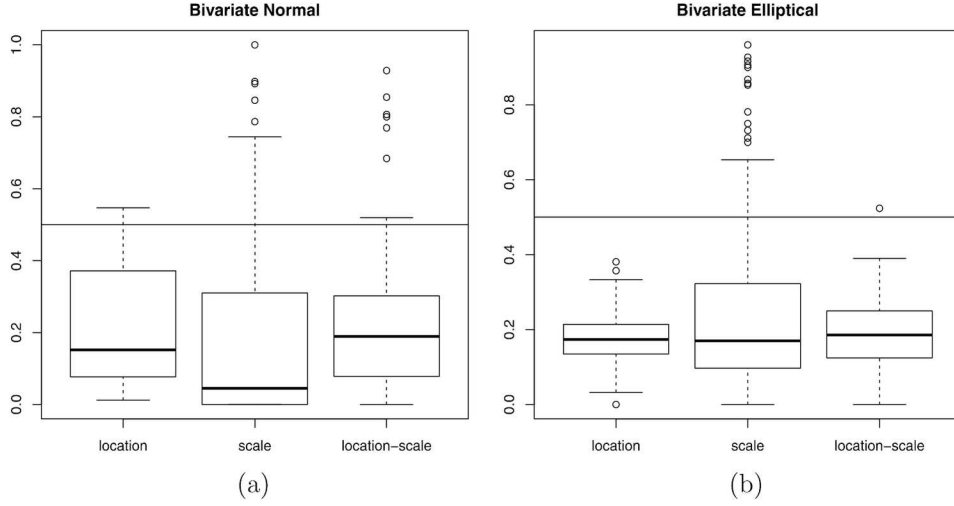 Bivariate Normal
1.0
0.8
0.6
0.4
0.2
0.0
location scale location−scale
(a)
Bivariate Elliptical
0.8
0.6
0.4
0.2
0.0
location scale location−scale
(b)